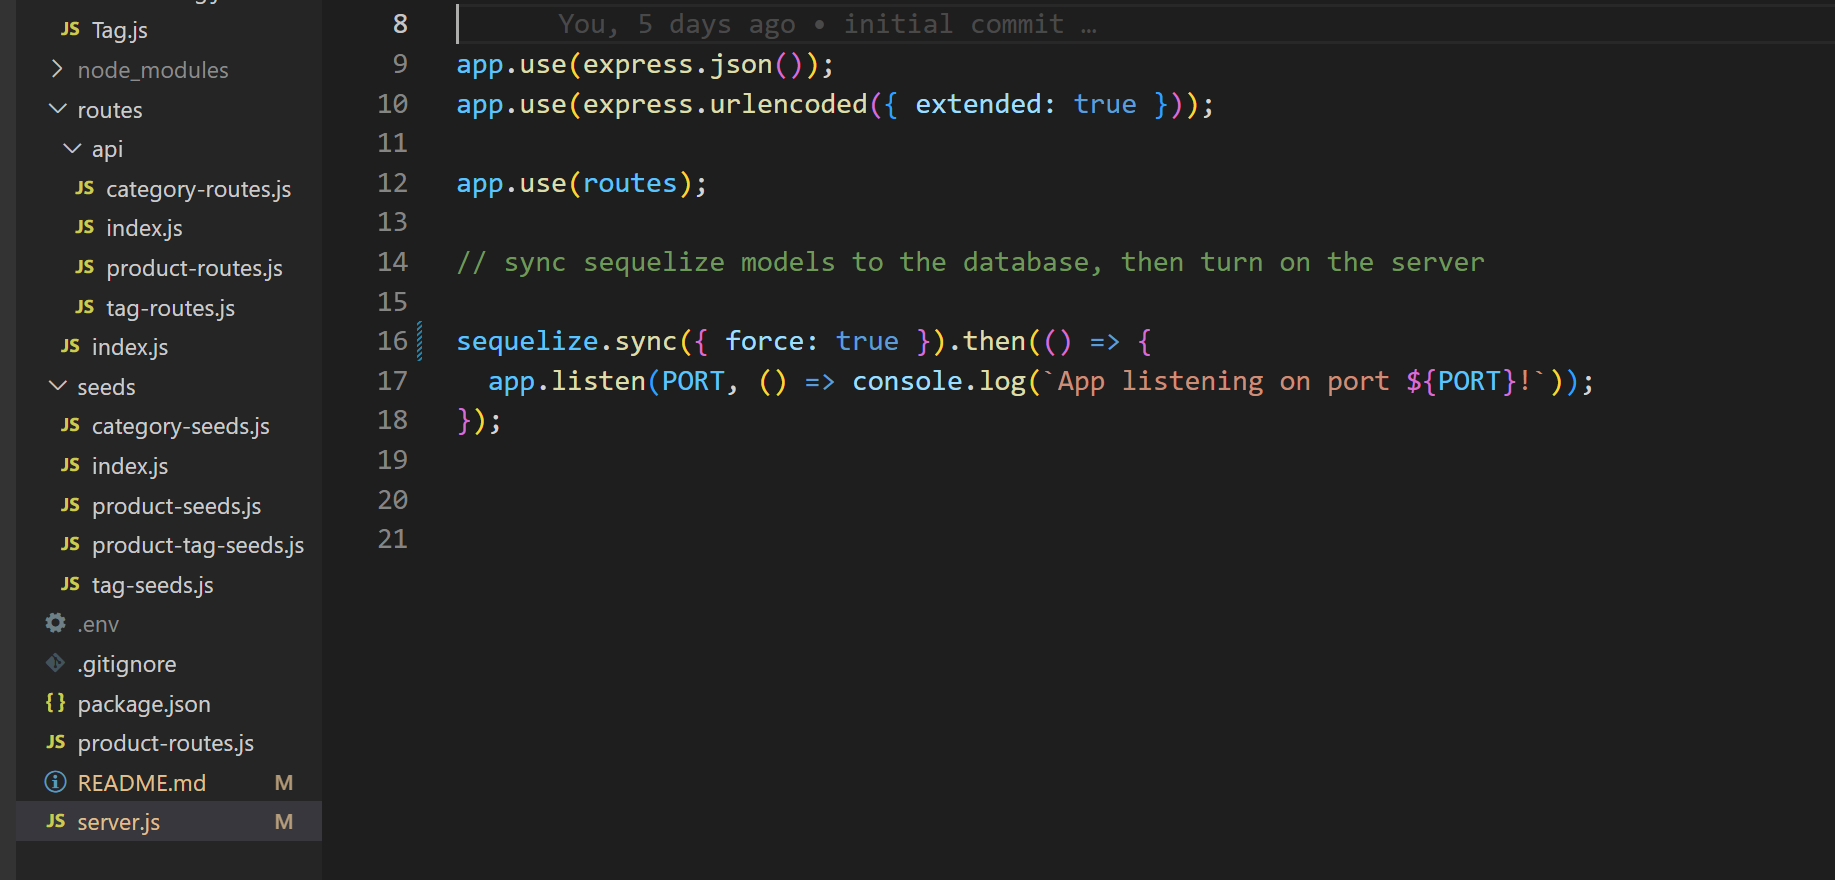 JS Tag.js
node_modules
routes
api
JS category-routes.js
JS index.js
JS product-routes.js
JS tag-routes.js
JS index.js
seeds
JS category-seeds.js
JS index.js
JS product-seeds.js
JS product-tag-seeds.js
JS tag-seeds.js
.env
.gitignore
{} package.json
JS product-routes.js
README.md M
JS server.js M
8 You, 5 days ago • initial commit …
9 app.use(express.json());
10 app.use(express.urlencoded({ extended: true }));
11
12 app.use(routes);
13
14 // sync sequelize models to the database, then turn on the server
15
16 sequelize.sync({ force: true }).then(() => {
17   app.listen(PORT, () => console.log(`App listening on port ${PORT}!`));
18 });
19
20
21